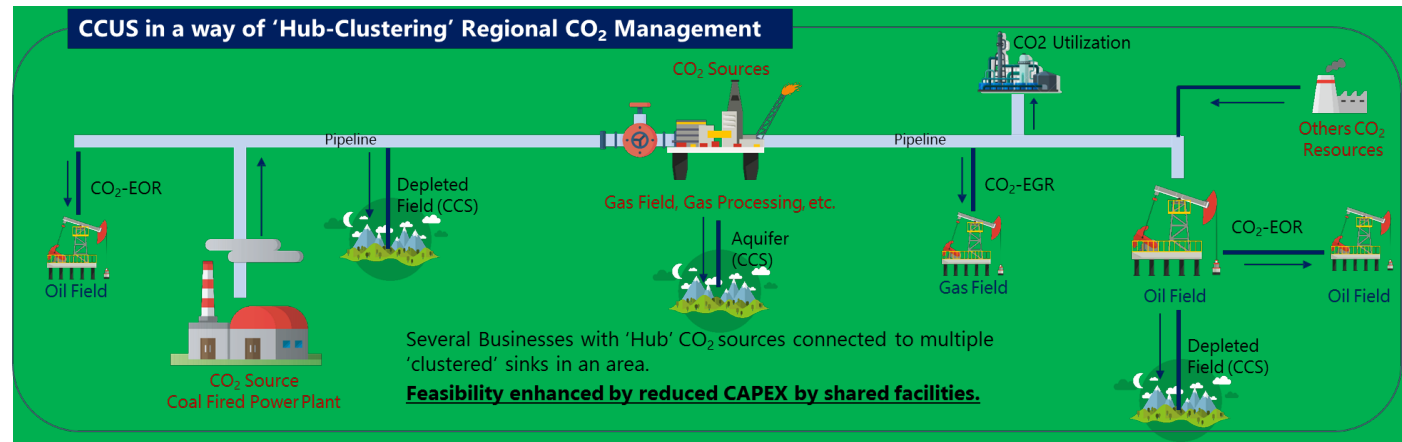 CCUS in a way of 'Hub-Clustering' Regional CO₂ Management
CO2 Utilization
CO₂ Sources
Others CO₂
Resources
Pipeline
Pipeline
CO₂-EOR
Depleted
Field (CCS)
Gas Field, Gas Processing, etc.
CO₂-EGR
Aquifer
(CCS)
CO₂-EOR
Oil Field
Gas Field
Oil Field
Oil Field
Several Businesses with 'Hub' CO₂ sources connected to multiple
'clustered' sinks in an area.
Feasibility enhanced by reduced CAPEX by shared facilities.
Depleted
Field (CCS)
CO₂ Source
Coal Fired Power Plant